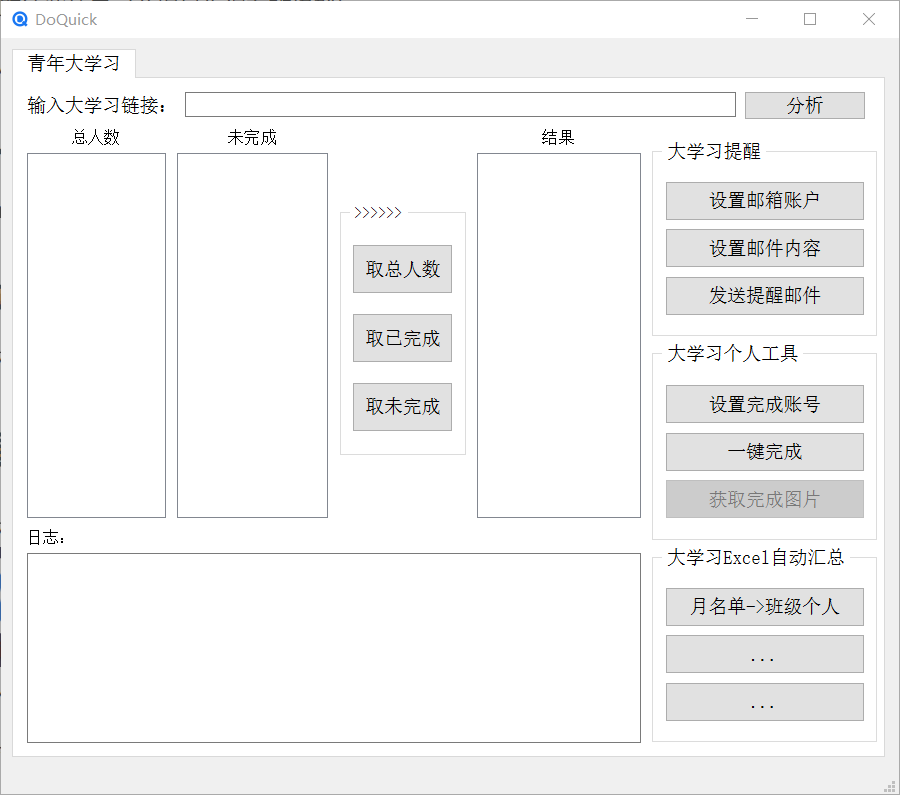 DoQuick
青年大学习
输入大学习链接：
分析
总人数
未完成
结果
>>>>>>
取总人数
取已完成
取未完成
大学习提醒
设置邮箱账户
设置邮件内容
发送提醒邮件
大学习个人工具
设置完成账号
一键完成
获取完成图片
日志：
大学习Excel自动汇总
月名单->班级个人
...
...